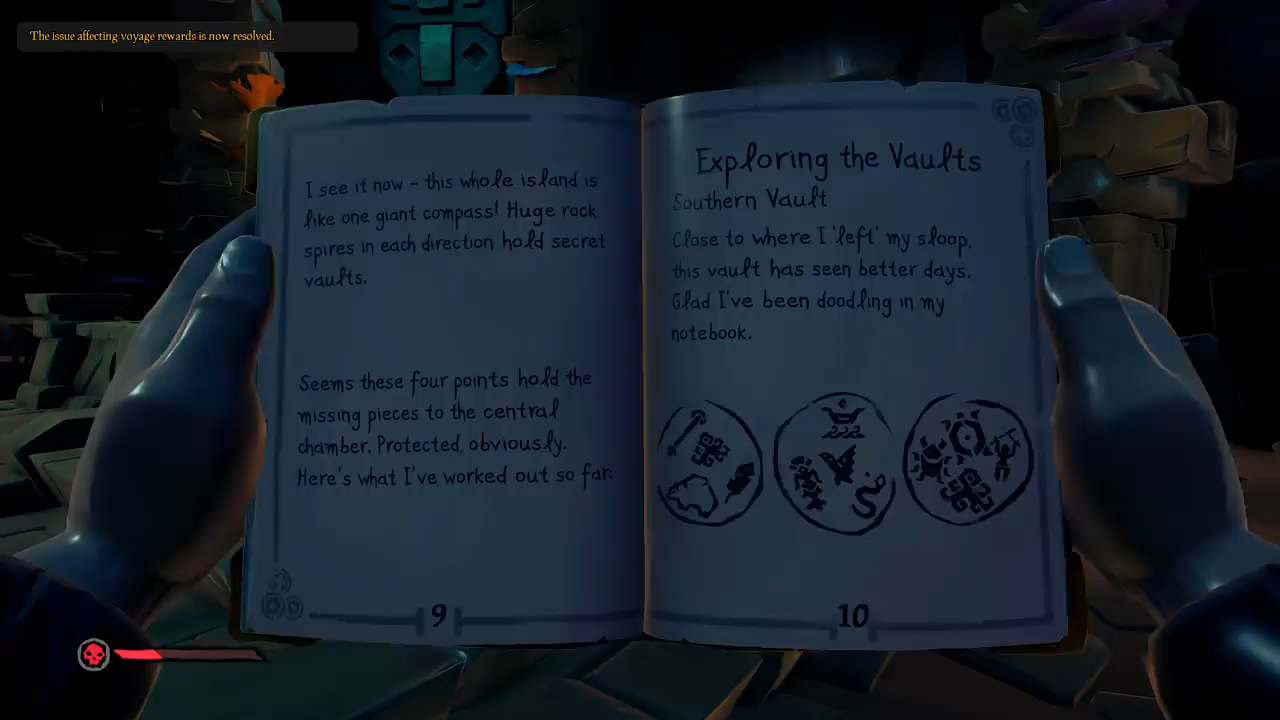 The issue affecting voyage rewards is now resolved.
I see it now - this whole island is
like one giant compass! Huge rock
spires in each direction hold secret
vaults.
Seems these four points hold the
missing pieces to the central
chamber. Protected, obviously.
Here's what I've worked out so far:
9
Exploring the Vaults
Southern Vault
Close to where I 'left' my sloop,
this vault has seen better days.
Glad I've been doodling in my
notebook.
10